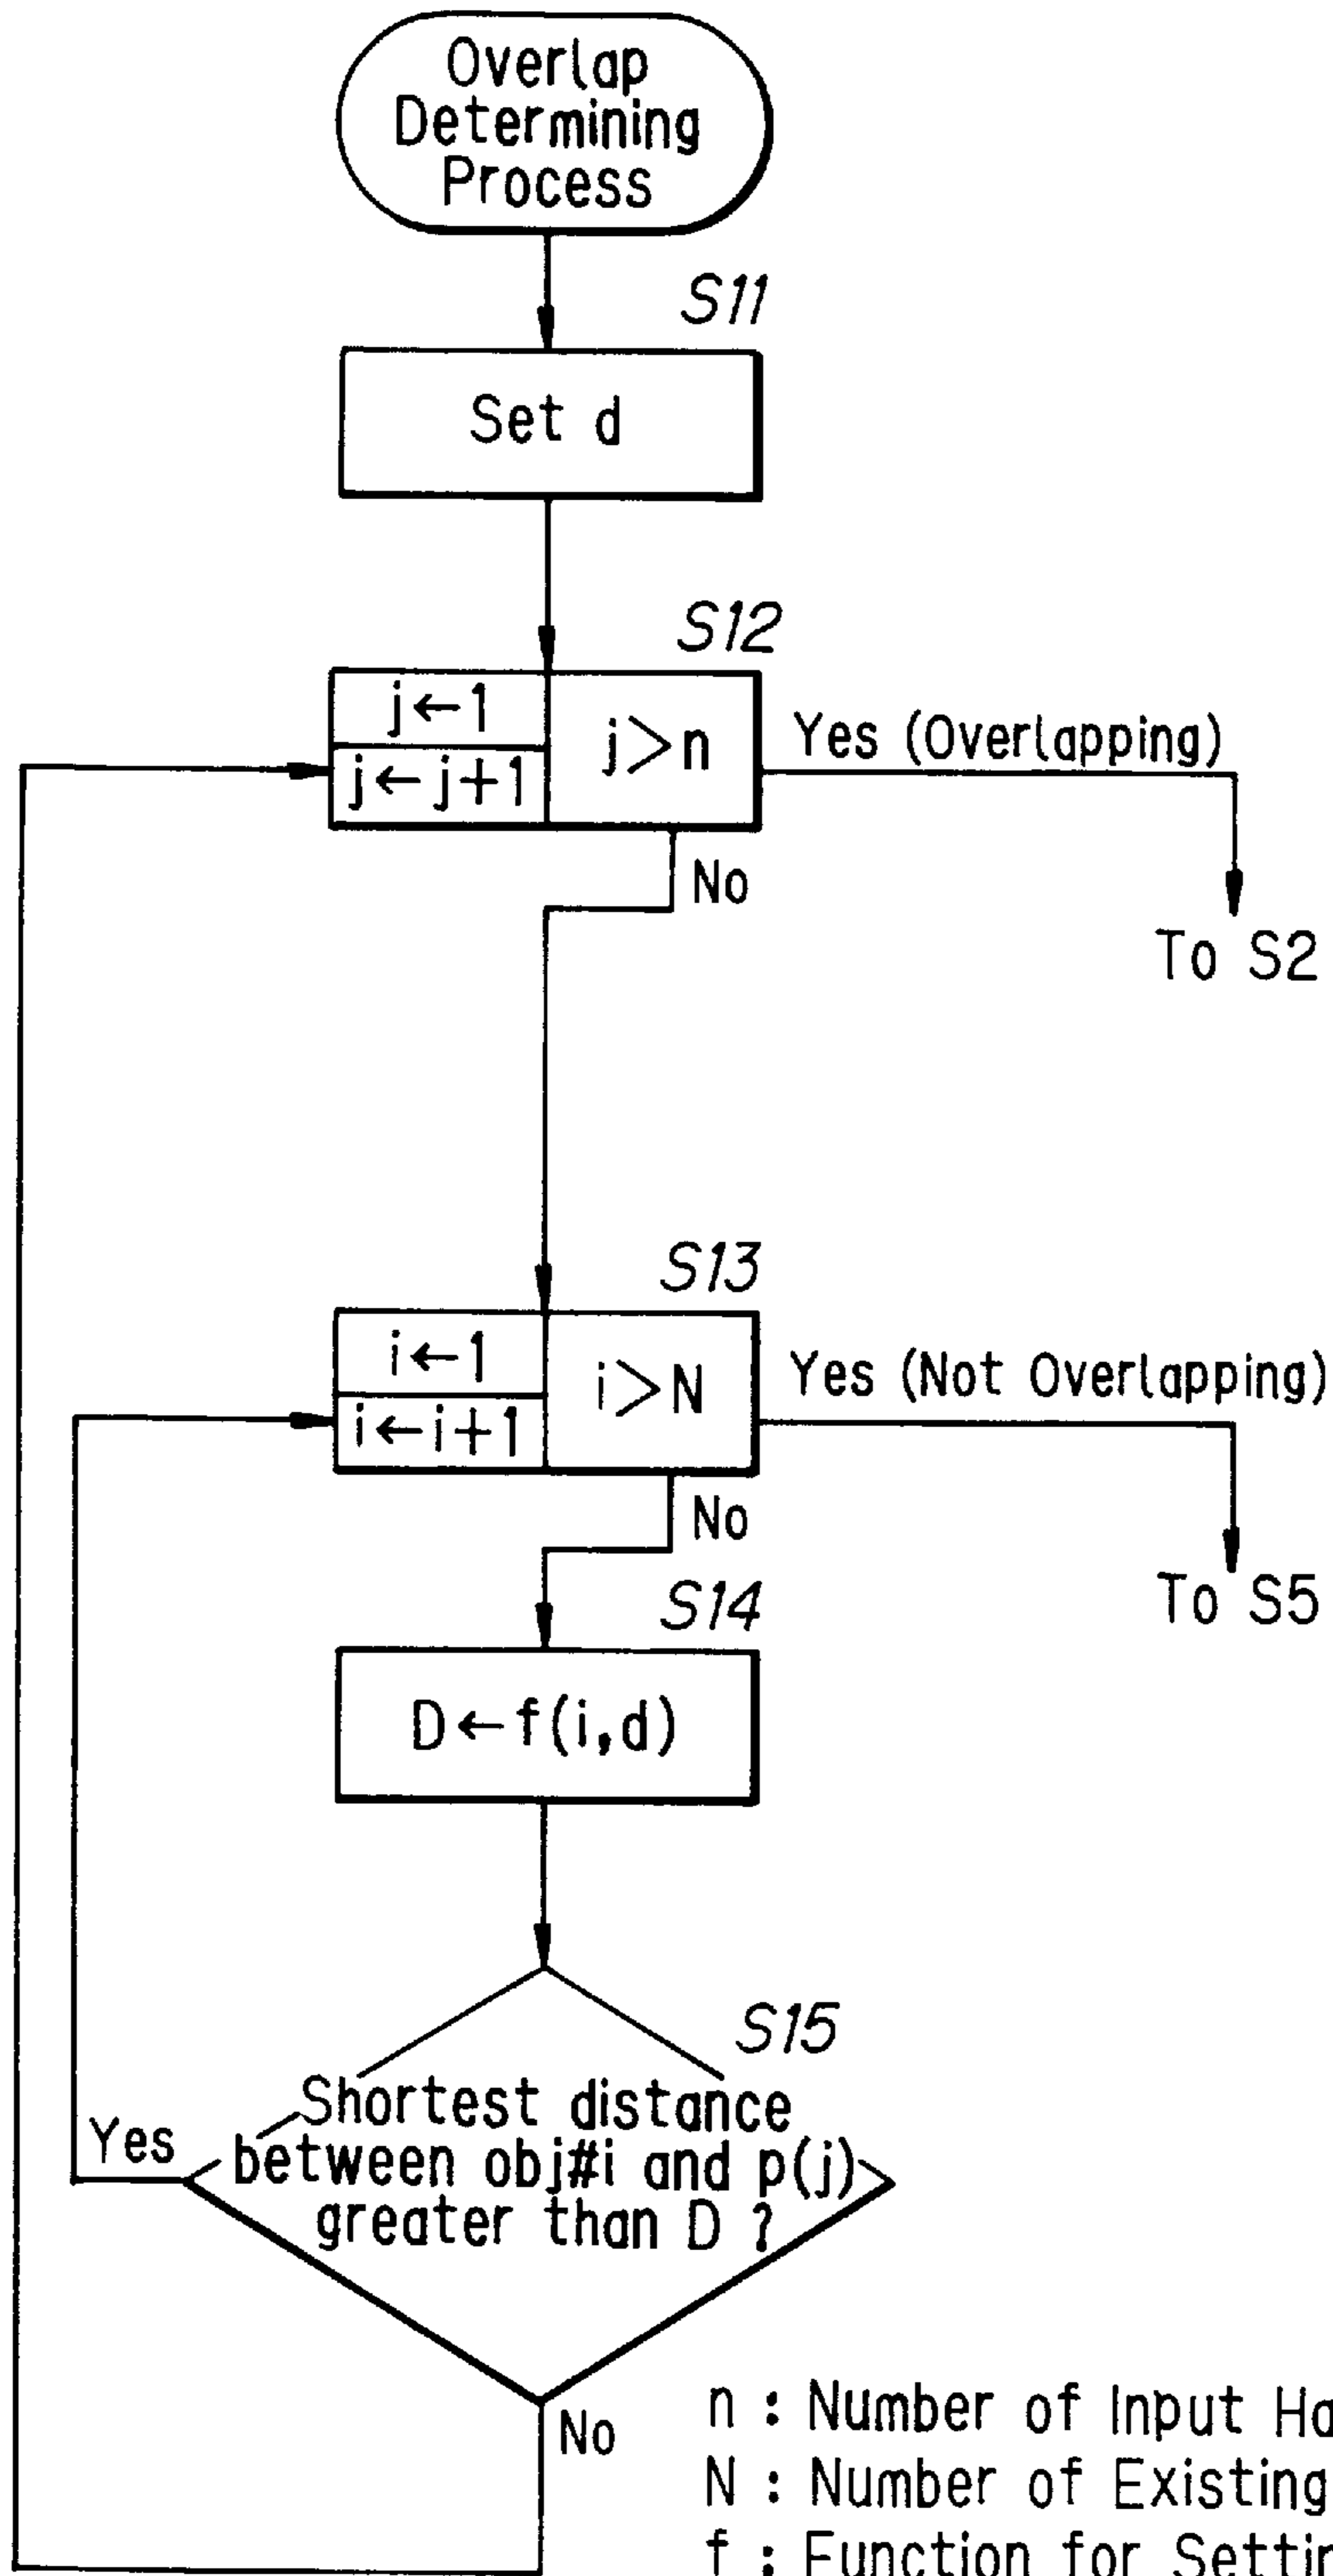 Overlap
Determining
Process
S11
Set d
S12
j←1
j←j+1
j>n
Yes (Overlapping)
No
To S2
S13
i←1
i←i+1
i>N
Yes (Not Overlapping)
No
To S5
S14
D←f(i,d)
S15
Shortest distance
between obj#i and p(j)
greater than D ?
Yes
No
n : Number of Input
N : Number of Existing
f : Function for